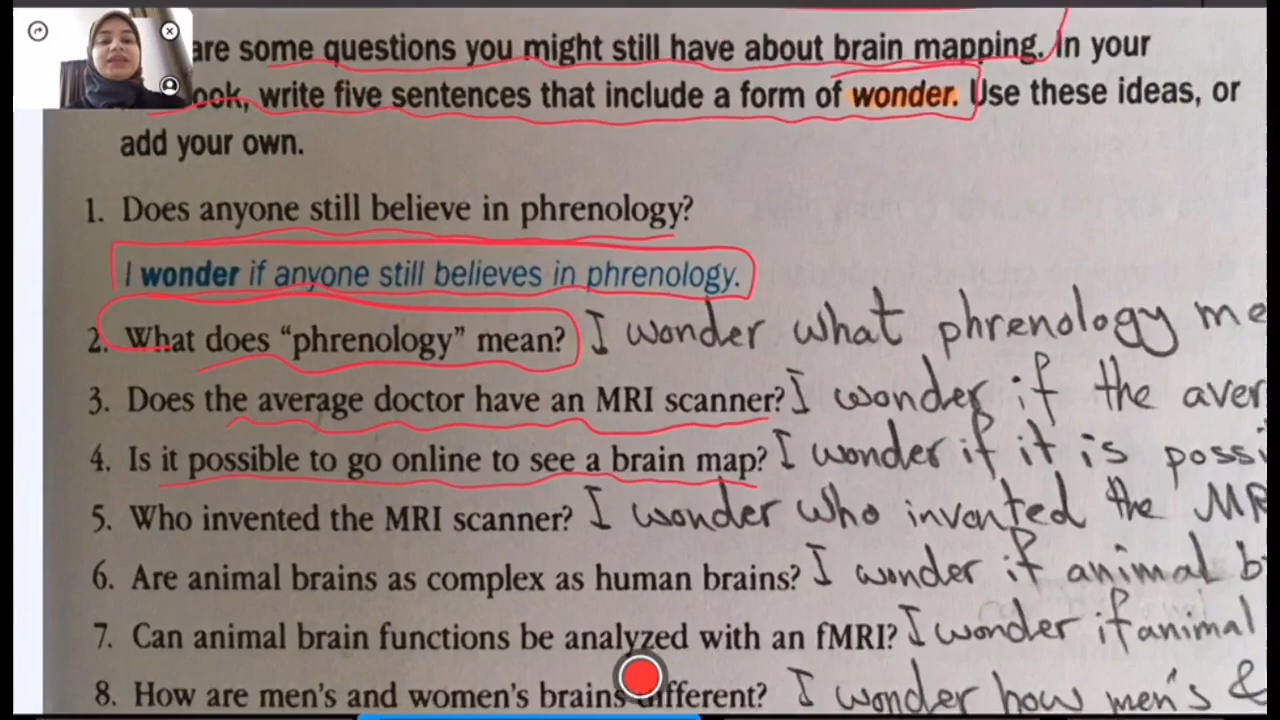 are some questions you might still have about brain mapping. In your
ook, write five sentences that include a form of wonder. Use these ideas, or
add your own.
1. Does anyone still believe in phrenology?
I wonder if anyone still believes in phrenology.
2. What does “phrenology” mean? I wonder what phrenology me
3. Does the average doctor have an MRI scanner? I wonder if the aver
4. Is it possible to go online to see a brain map? I wonder if it is possi
5. Who invented the MRI scanner? I wonder who invented the MR
6. Are animal brains as complex as human brains? I wonder if animal b
7. Can animal brain functions be analyzed with an fMRI? I wonder if animal
8. How are men's and women's brains different? I wonder how men's &